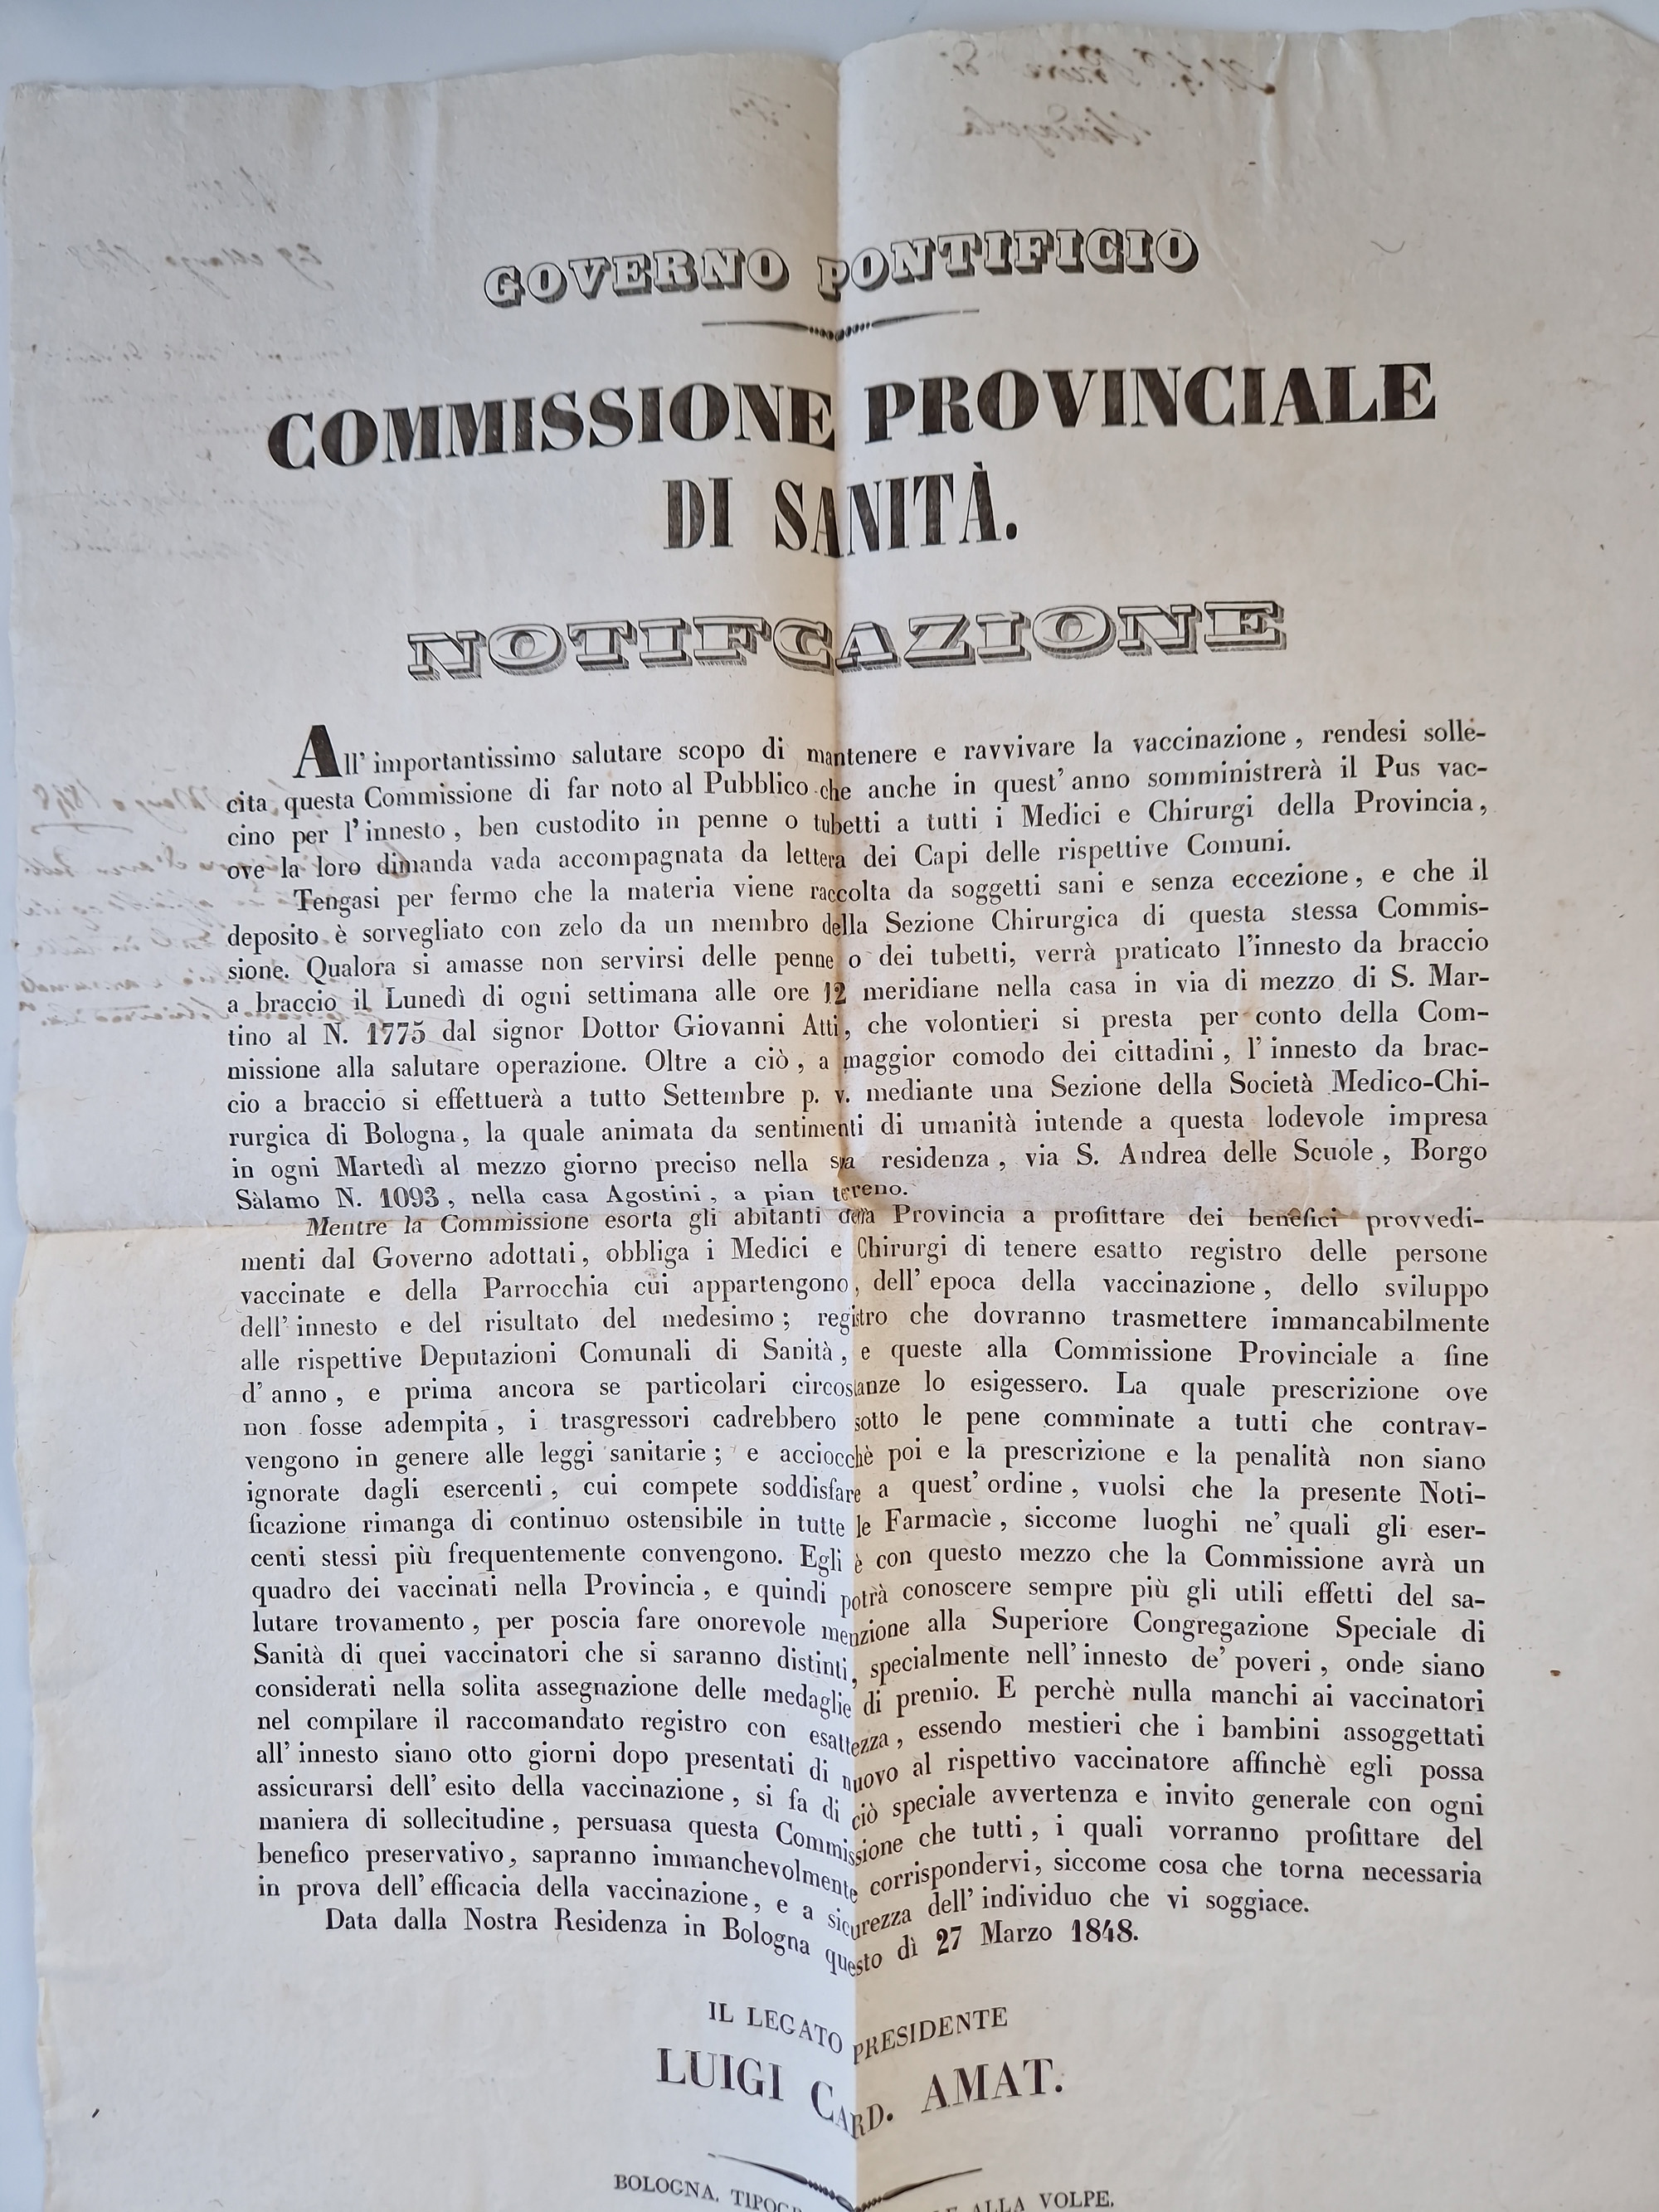 GOVERNO PONTIFICIO
COMMISSIONE PROVINCIALE
DI SANITÀ.
NOTIFCAZIONE
All' importantissimo salutare scopo di mantenere e ravvivare la vaccinazione, rendesi solle-
cita questa Commissione di far noto al Pubblico che anche in quest' anno somministrerà il Pus vac-
cino per l'innesto, ben custodito in penne o tubetti a tutti i Medici e Chirurgi della Provincia,
ove la loro dimanda vada accompagnata da lettera dei Capi delle rispettive Comuni.
Tengasi per fermo che la materia viene raccolta da soggetti sani e senza eccezione, e che il
deposito è sorvegliato con zelo da un membro della Sezione Chirurgica di questa stessa Commis-
sione. Qualora si amasse non servirsi delle penne o dei tubetti, verrà praticato l'innesto da braccio
a braccio il Lunedì di ogni settimana alle ore 12 meridiane nella casa in via di mezzo di S. Mar-
tino al N. 1775 dal signor Dottor Giovanni Atti, che volontieri si presta per conto della Com-
missione alla salutare operazione. Oltre a ciò, a maggior comodo dei cittadini, l' innesto da brac-
cio a braccio si effettuerà a tutto Settembre p. v. mediante una Sezione della Società Medico-Chi-
rurgica di Bologna, la quale animata da sentimenti di umanità intende a questa lodevole impresa
in ogni Martedì al mezzo giorno preciso nella sua residenza, via S. Andrea delle Scuole, Borgo
Sàlamo N. 1093, nella casa Agostini, a pian tereno.
Mentre la Commissione esorta gli abitanti della Provincia a profittare dei benefici provvedi-
menti dal Governo adottati, obbliga i Medici e Chirurgi di tenere esatto registro delle persone
vaccinate e della Parrocchia cui appartengono, dell' epoca della vaccinazione, dello sviluppo
dell' innesto e del risultato del medesimo; registro che dovranno trasmettere immancabilmente
alle rispettive Deputazioni Comunali di Sanità, e queste alla Commissione Provinciale a fine
d' anno, e prima ancora se particolari circostanze lo esigessero. La quale prescrizione ove
non fosse adempita, i trasgressori cadrebbero sotto le pene comminate a tutti che contrav-
vengono in genere alle leggi sanitarie; e acciocchè poi e la prescrizione e la penalità non siano
ignorate dagli esercenti, cui compete soddisfare a quest' ordine, vuolsi che la presente Noti-
ficazione rimanga di continuo ostensibile in tutte le Farmacìe, siccome luoghi ne' quali gli eser-
centi stessi più frequentemente convengono. Egli è con questo mezzo che la Commissione avrà un
quadro dei vaccinati nella Provincia, e quindi potrà conoscere sempre più gli utili effetti del sa-
lutare trovamento, per poscia fare onorevole menzione alla Superiore Congregazione Speciale di
Sanità di quei vaccinatori che si saranno distinti, specialmente nell' innesto de' poveri, onde siano
considerati nella solita assegnazione delle medaglie di premio. E perchè nulla manchi ai vaccinatori
nel compilare il raccomandato registro con esattezza, essendo mestieri che i bambini assoggettati
all' innesto siano otto giorni dopo presentati di nuovo al rispettivo vaccinatore affinchè egli possa
assicurarsi dell' esito della vaccinazione, si fa di ciò speciale avvertenza e invito generale con ogni
maniera di sollecitudine, persuasa questa Commissione che tutti, i quali vorranno profittare del
benefico preservativo, sapranno immanchevolmente corrispondervi, siccome cosa che torna necessaria
in prova dell' efficacia della vaccinazione, e a sicurezza dell' individuo che vi soggiace.
Data dalla Nostra Residenza in Bologna questo dì 27 Marzo 1848.
IL LEGATO PRESIDENTE
LUIGI CARD. AMAT.
BOLOGNA, ALLA VOLPE.